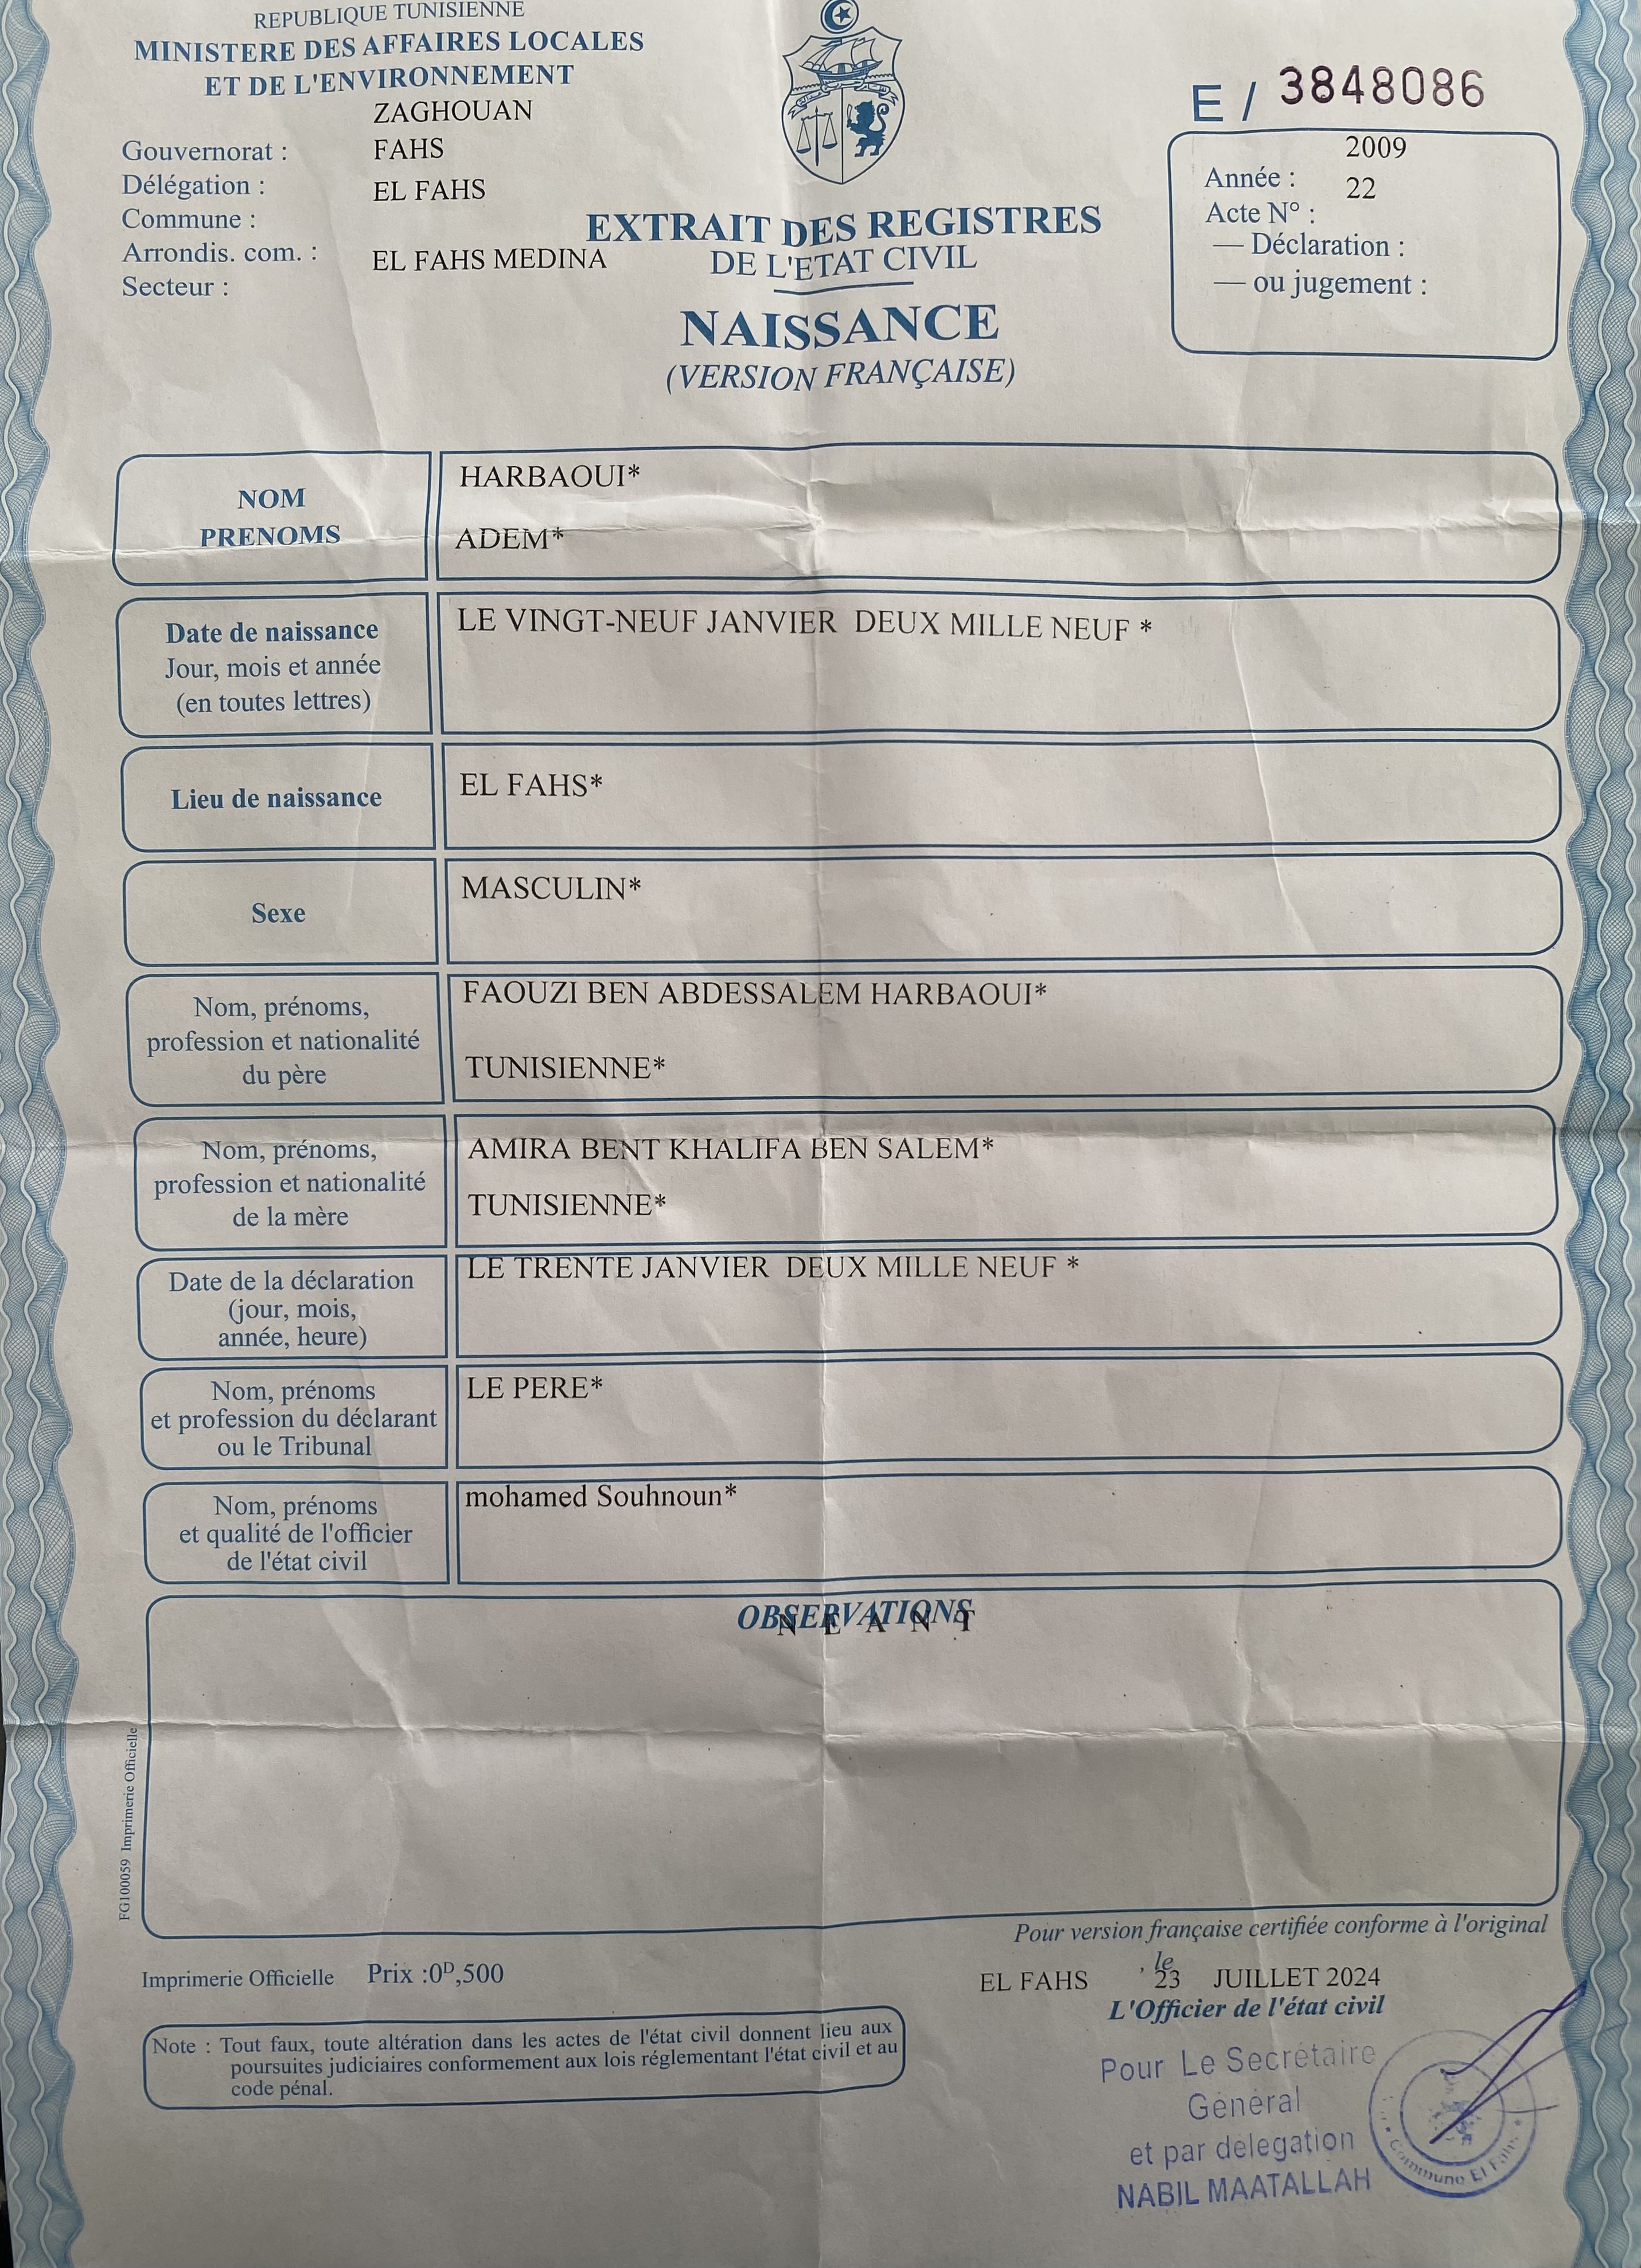 REPUBLIQUE TUNISIENNE
MINISTERE DES AFFAIRES LOCALES
ET DE L'ENVIRONNEMENT
ZAGHOUAN
Gouvernorat :
FAHS
Délégation :
EL FAHS
Commune :
Arrondis. com. :
EL FAHS MEDINA
Secteur :
EXTRAIT DES REGISTRES
DE L'ETAT CIVIL
NAISSANCE
(VERSION FRANÇAISE)
E / 3848086
2009
Année :
22
Acte N° :
— Déclaration :
— ou jugement :
NOM
PRENOMS
HARBAOUI*
ADEM*
Date de naissance
Jour, mois et année
(en toutes lettres)
LE VINGT-NEUF JANVIER DEUX MILLE NEUF *
Lieu de naissance
EL FAHS*
Sexe
MASCULIN*
Nom, prénoms,
profession et nationalité
du père
FAOUZI BEN ABDESSALEM HARBAOUI*
TUNISIENNE*
Nom, prénoms,
profession et nationalité
de la mère
AMIRA BENT KHALIFA BEN SALEM*
TUNISIENNE*
Date de la déclaration
(jour, mois,
année, heure)
LE TRENTE JANVIER DEUX MILLE NEUF *
Nom, prénoms
et profession du déclarant
ou le Tribunal
LE PERE*
Nom, prénoms
et qualité de l'officier
de l'état civil
mohamed Souhnoun*
OBSERVATIONS
N E A N T
FG100059 Imprimerie Officielle
Pour version française certifiée conforme à l'original
Imprimerie Officielle Prix :0D,500
EL FAHS , le 23 JUILLET 2024
L'Officier de l'état civil
Note : Tout faux, toute altération dans les actes de l'état civil donnent lieu aux
poursuites judiciaires conformement aux lois réglementant l'état civil et au
code pénal.
Pour Le Secrétaire
Général
et par délégation
NABIL MAATALLAH
Commune El Fahs